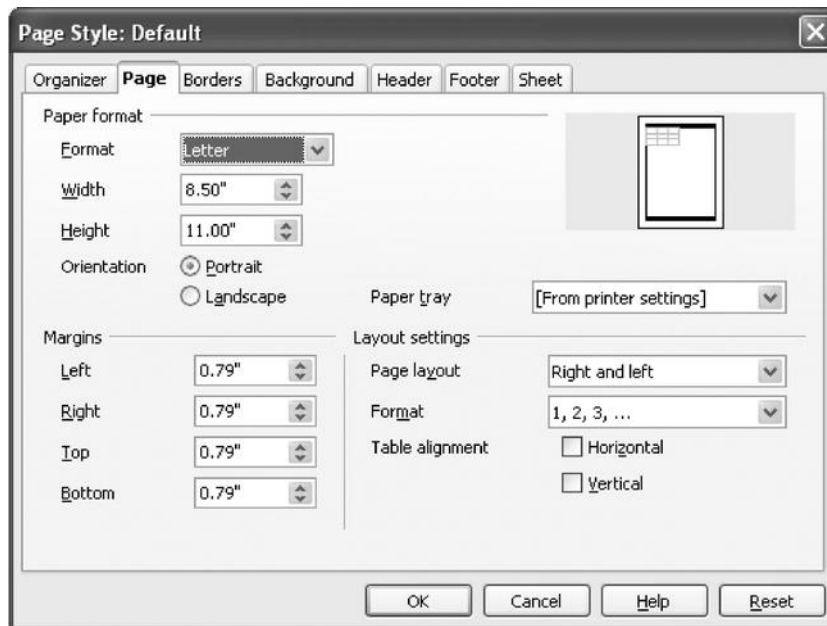 Page Style: Default
Organizer Page Borders Background Header Footer Sheet
Paper format
Format Letter
Width 8.50"
Height 11.00"
Orientation Portrait
Landscape Paper tray [From printer settings]
Margins Layout settings
Left 0.79" Page layout Right and left
Right 0.79" Format 1, 2, 3, ...
Top 0.79" Table alignment Horizontal
Bottom 0.79" Vertical
OK Cancel Help Reset